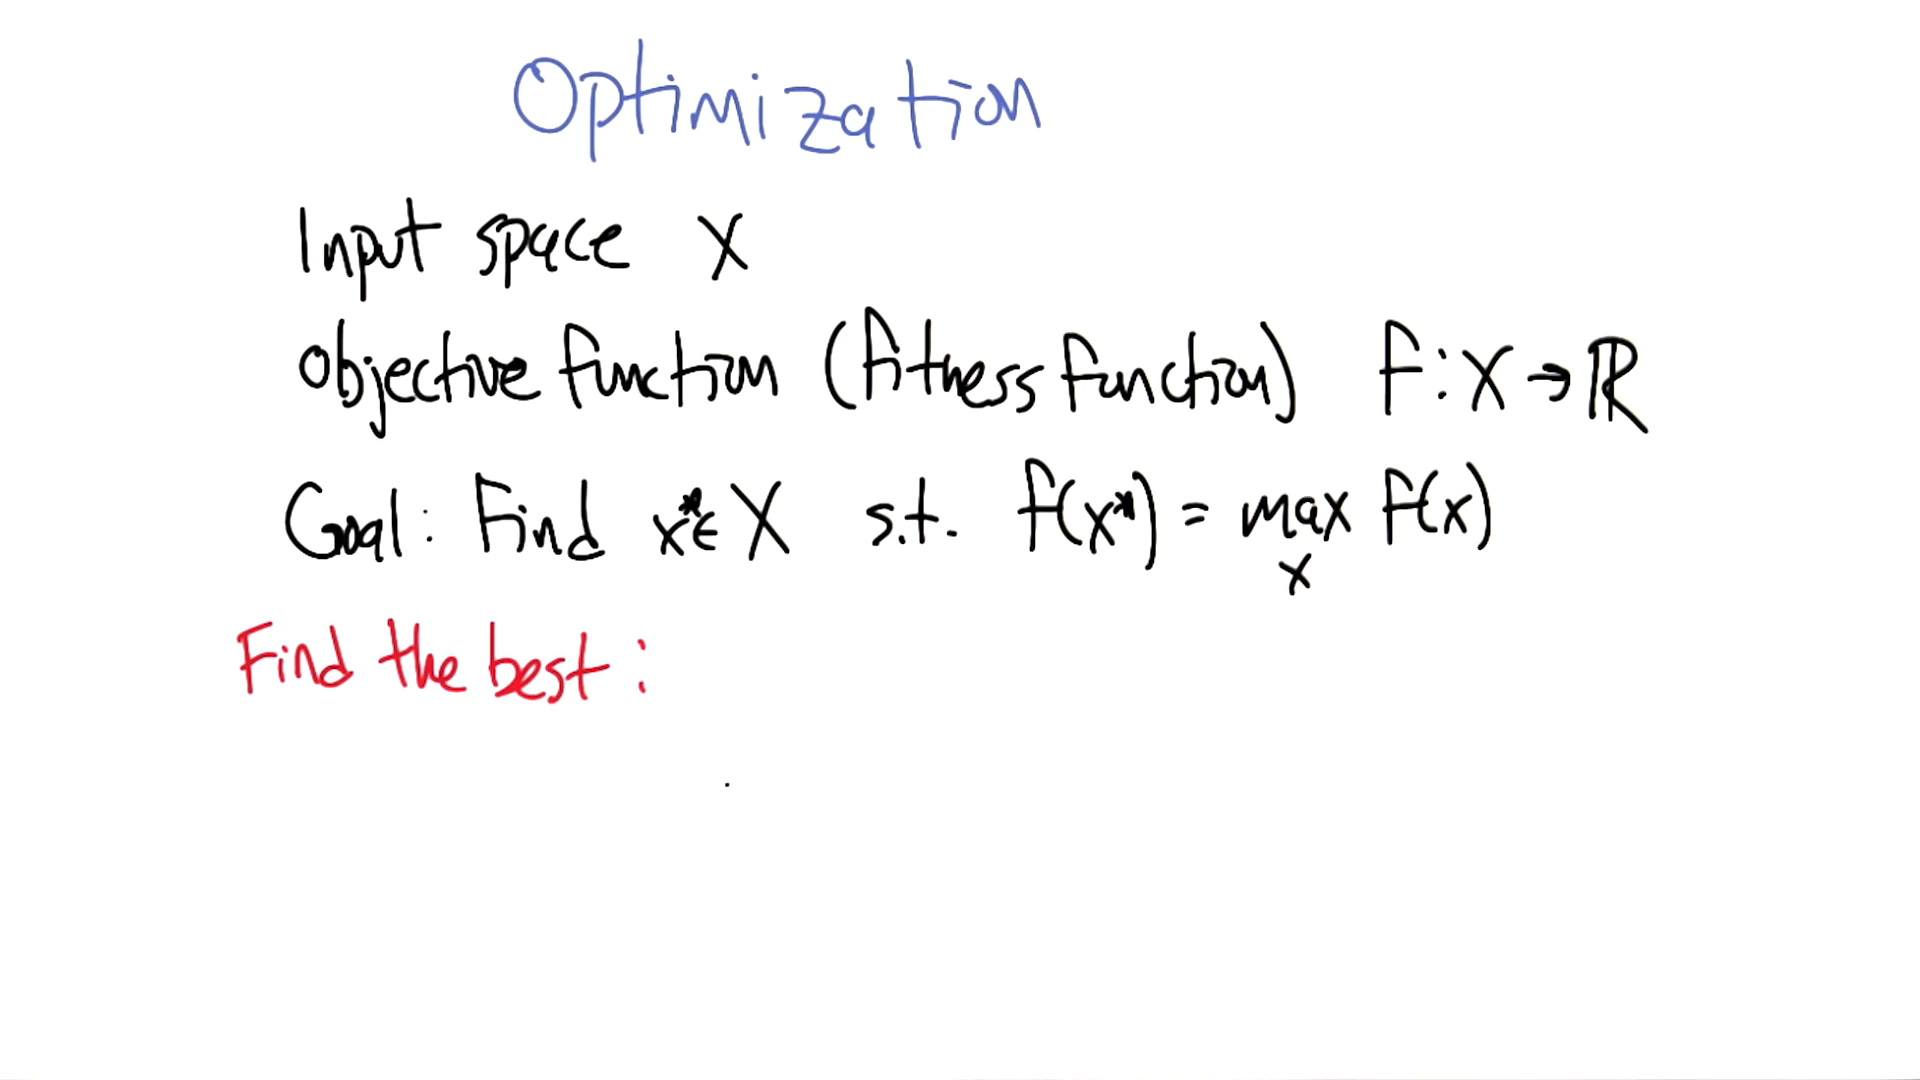 Optimization
Input space X
Objective function (fitness function) f: X → ℝ
Goal: Find x* ∈ X s.t. f(x*) = max f(x)
x
Find the best: